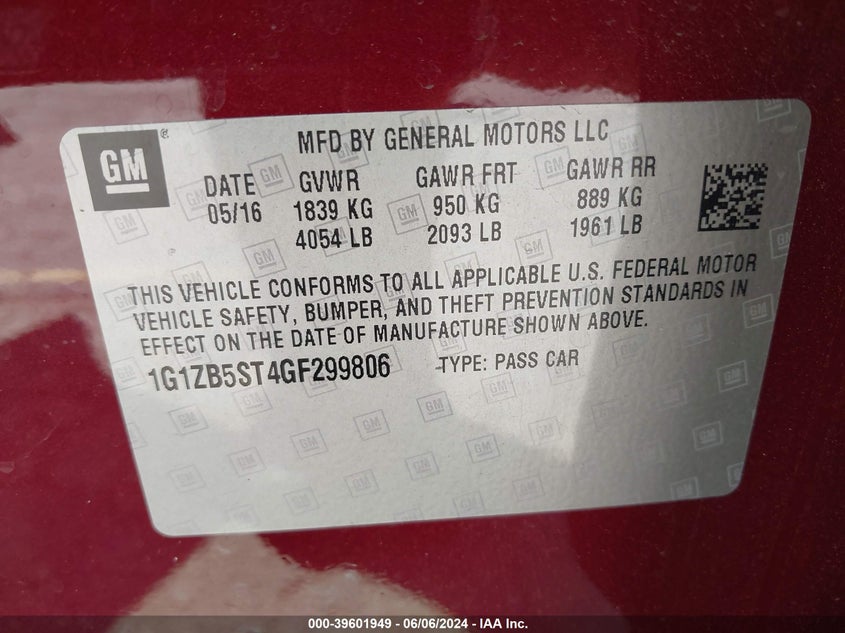 GM ®
MFD BY GENERAL MOTORS LLC
DATE GVWR GAWR FRT GAWR RR
05/16 1839 KG 950 KG 889 KG
4054 LB 2093 LB 1961 LB
THIS VEHICLE CONFORMS TO ALL APPLICABLE U.S. FEDERAL MOTOR
VEHICLE SAFETY, BUMPER, AND THEFT PREVENTION STANDARDS IN
EFFECT ON THE DATE OF MANUFACTURE SHOWN ABOVE.
1G1ZB5ST4GF299806 TYPE: PASS CAR
000-39601949 - 06/06/2024 - IAA Inc.